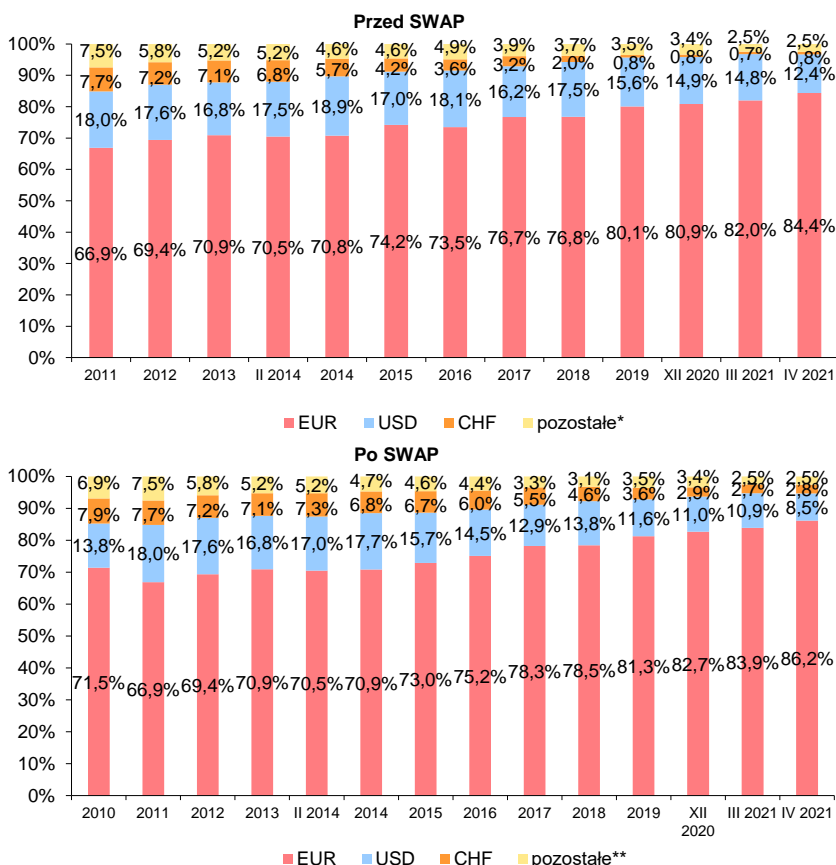 Przed SWAP
100% 7,5% 5,8% 5,2% 5,2% 4,6% 4,6% 4,9% 3,9% 3,7% 3,5% 3,4% 2,5% 2,5%
90% 7,7% 7,2% 7,1% 6,8% 5,7% 4,2% 3,6% 3,2% 2,0% 0,8% 0,8% 0,7% 0,8%
80% 18,0% 17,6% 16,8% 17,5% 18,9% 17,0% 18,1% 16,2% 17,5% 15,6% 14,9% 14,8% 12,4%
70%
60%
50%
40%
30% 66,9% 69,4% 70,9% 70,5% 70,8% 74,2% 73,5% 76,7% 76,8% 80,1% 80,9% 82,0% 84,4%
20%
10%
0%
2011 2012 2013 II 2014 2014 2015 2016 2017 2018 2019 XII 2020 III 2021 IV 2021
EUR USD CHF pozostałe*
Po SWAP
100% 6,9% 7,5% 5,8% 5,2% 5,2% 4,7% 4,6% 4,4% 3,3% 3,1% 3,5% 3,4% 2,5% 2,5%
90% 7,9% 7,7% 7,2% 7,1% 7,3% 6,8% 6,7% 6,0% 5,5% 4,6% 3,6% 2,9% 2,7% 2,8%
80% 13,8% 18,0% 17,6% 16,8% 17,0% 17,7% 15,7% 14,5% 12,9% 13,8% 11,6% 11,0% 10,9% 8,5%
70%
60%
50%
40%
30% 71,5% 66,9% 69,4% 70,9% 70,5% 70,9% 73,0% 75,2% 78,3% 78,5% 81,3% 82,7% 83,9% 86,2%
20%
10%
0%
2010 2011 2012 2013 II 2014 2014 2015 2016 2017 2018 2019 XII 2020 III 2021 IV 2021
EUR USD CHF pozostałe**